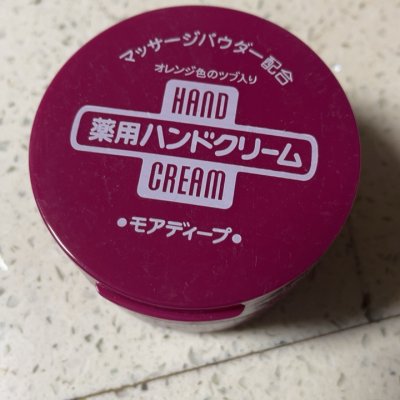 マッサージパウダー配合
オレンジ色のツブ入り
HAND
薬用ハンドクリーム
CREAM
•モアディープ•